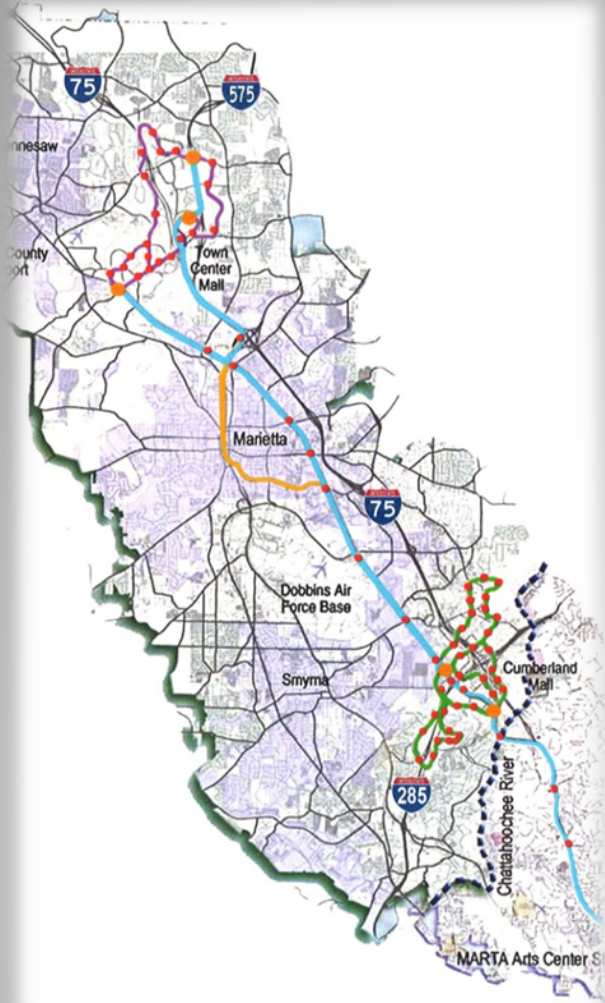 75
575
nnesaw
County
port
Town
Center
Mall
Marietta
75
Dobbins Air
Force Base
Cumberland
Mall
Smyrna
285
Chattahoochee River
MARTA Arts Center S